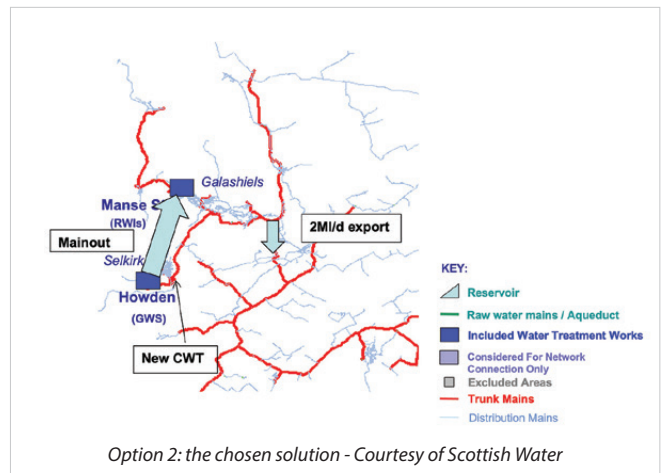 Galashiels
Manse S
(RWIs)
Mainout
2Ml/d export
Selkirk
Howden
(GWS)
New CWT
KEY:
Reservoir
Raw water mains / Aqueduct
Included Water Treatment Works
Considered For Network
Connection Only
Excluded Areas
Trunk Mains
Distribution Mains
Option 2: the chosen solution - Courtesy of Scottish Water